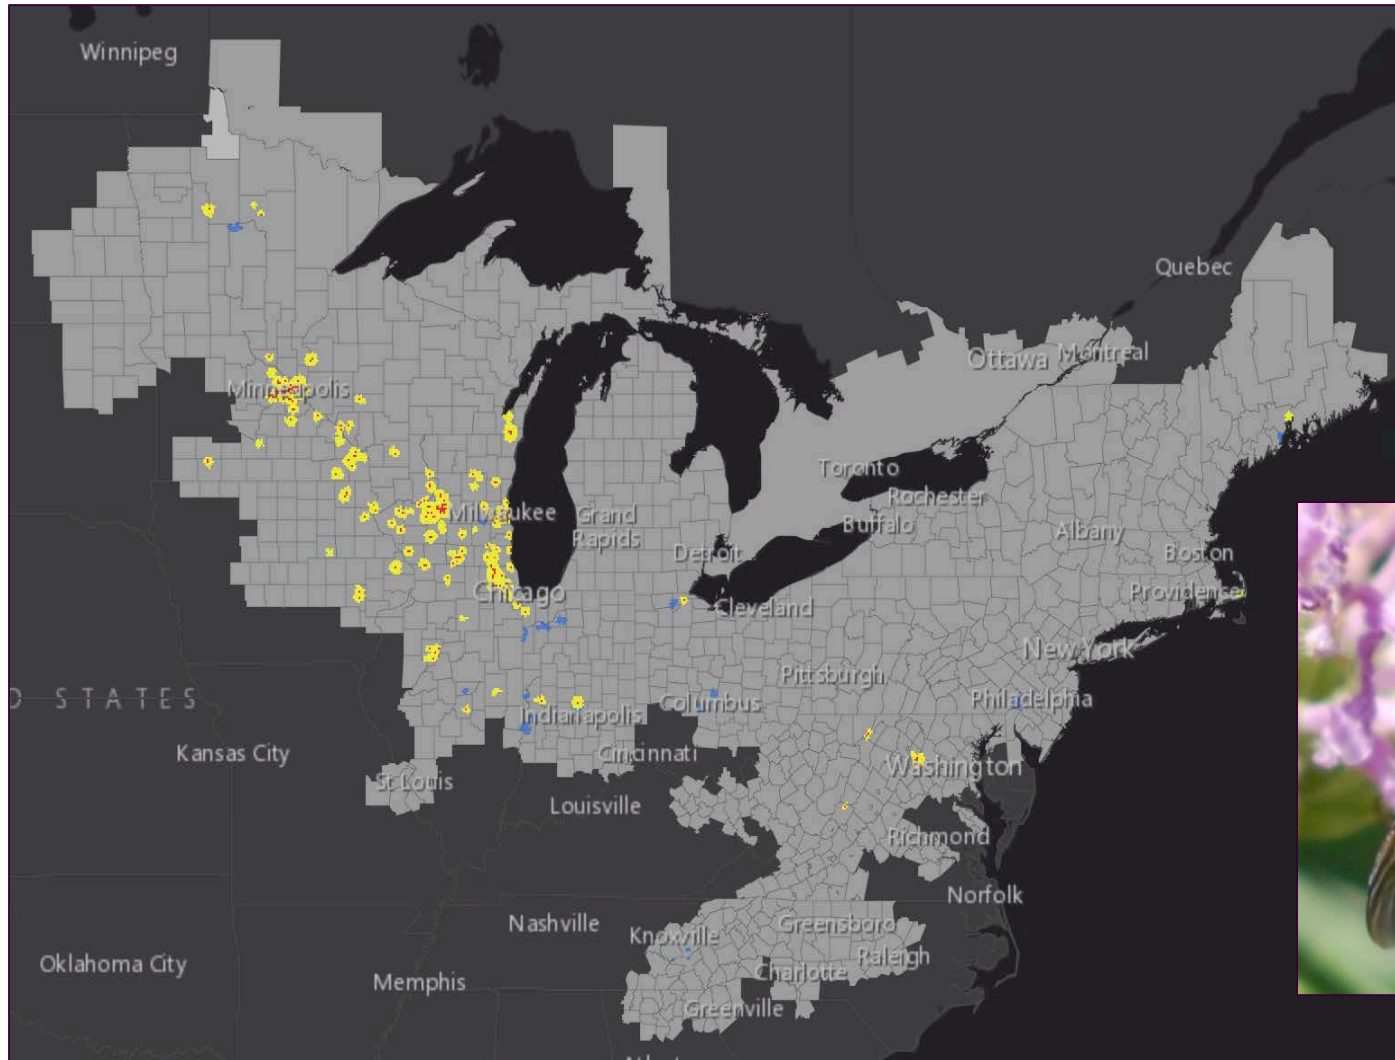 Winnipeg
Quebec
Ottawa
Montreal
Minneapolis
Toronto
Rochester
Milwaukee
Grand
Rapids
Buffalo
Albany
Detroit
Boston
Chicago
Cleveland
Providence
New York
Pittsburgh
D STATES
Columbus
Philadelphia
Indianapolis
Kansas City
Cincinnati
Washington
St Louis
Louisville
Richmond
Norfolk
Nashville
Knoxville
Greensboro
Raleigh
Oklahoma City
Memphis
Charlotte
Greenville